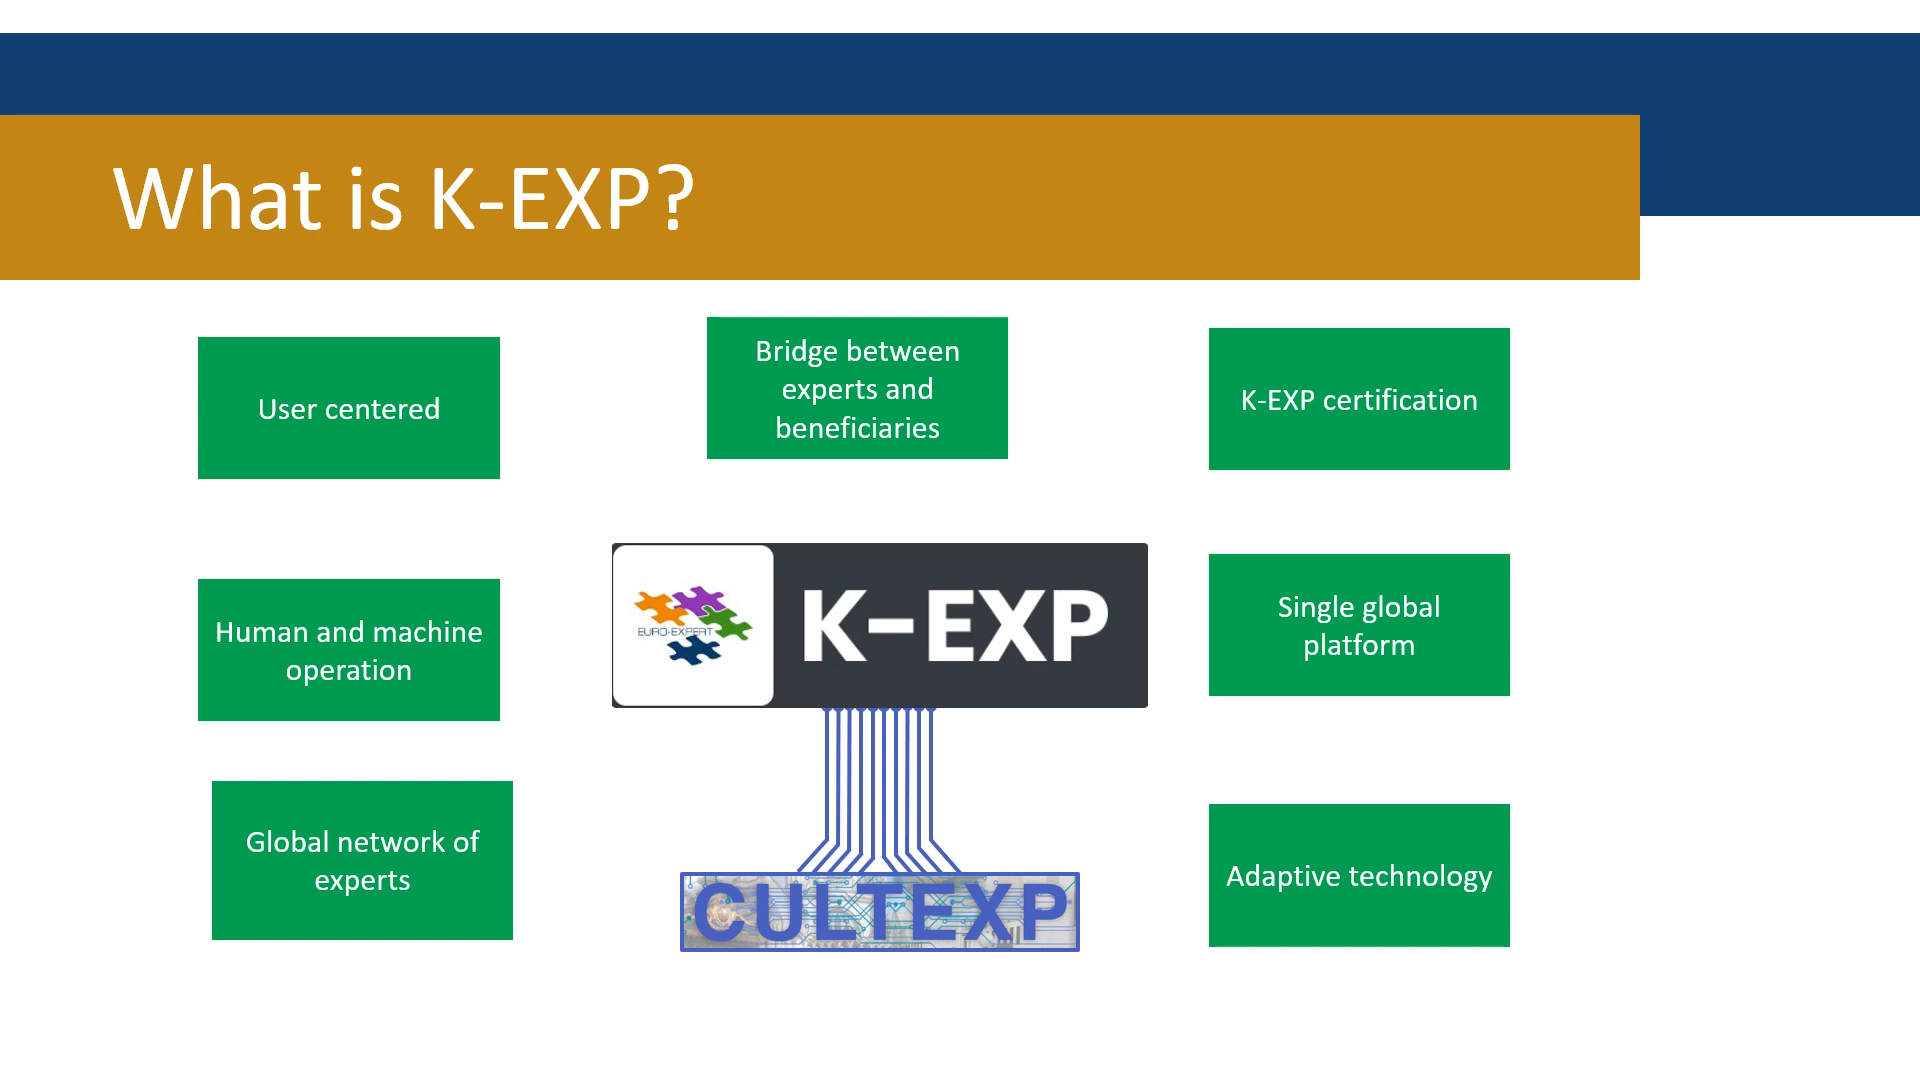 What is K-EXP?
User centered
Bridge between
experts and
beneficiaries
K-EXP certification
Human and machine
operation
EURO-EXPERT
K-EXP
Single global
platform
Global network of
experts
CULTEXP
Adaptive technology